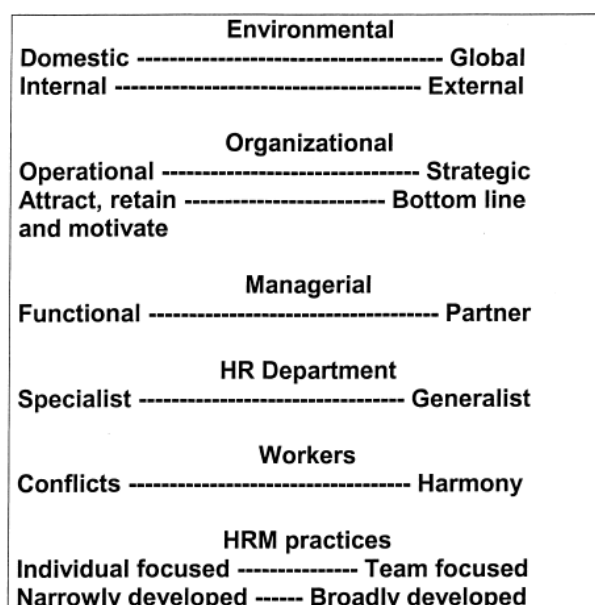 Environmental
Domestic -------------------------------------- Global
Internal -------------------------------------- External
Organizational
Operational -------------------------------- Strategic
Attract, retain ------------------------- Bottom line
and motivate
Managerial
Functional ------------------------------------ Partner
HR Department
Specialist --------------------------------- Generalist
Workers
Conflicts ----------------------------------- Harmony
HRM practices
Individual focused --------------- Team focused
Narrowly developed ------ Broadly developed